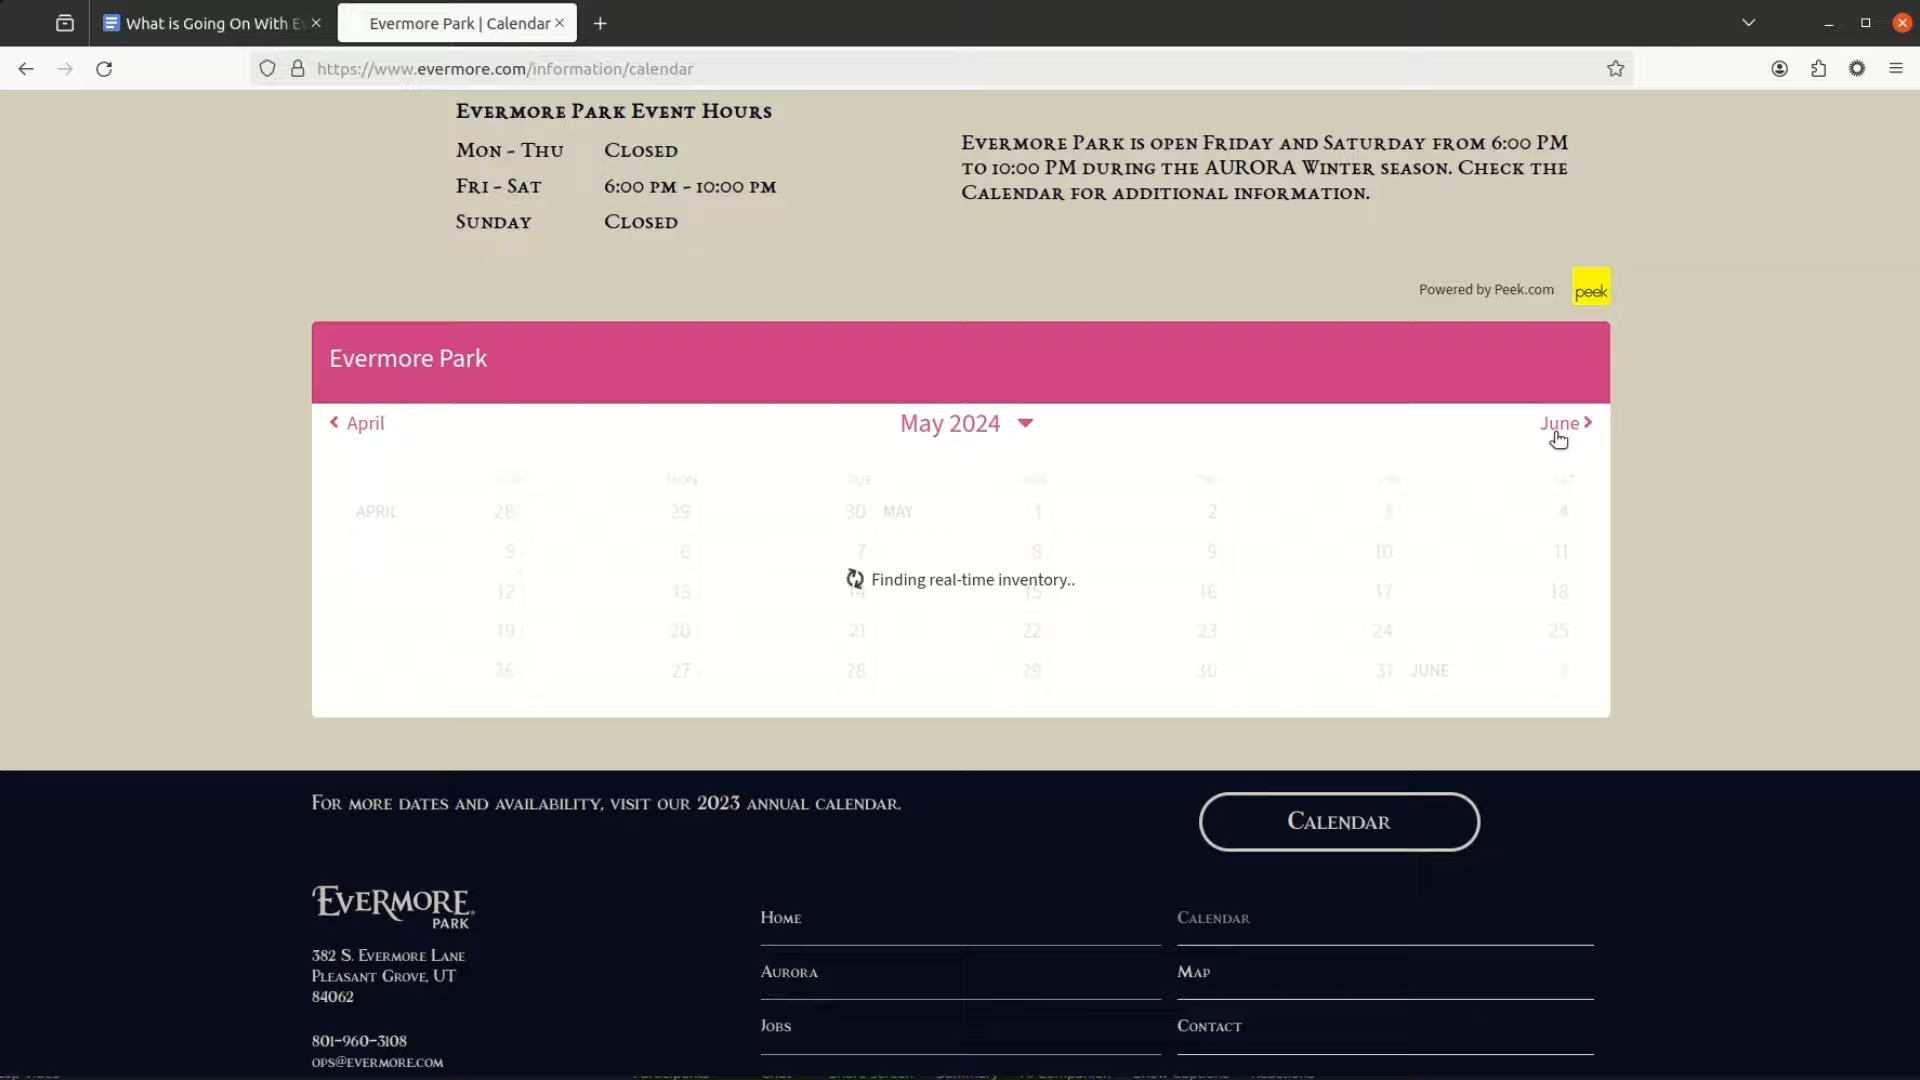 What is Going On With E
Evermore Park | Calendar
https://www.evermore.com/information/calendar
Evermore Park Event Hours
Mon - Thu Closed
Fri - Sat 6:00 pm - 10:00 pm
Sunday Closed
Evermore Park is open Friday and Saturday from 6:00 PM
to 10:00 PM during the AURORA Winter season. Check the
Calendar for additional information.
Powered by Peek.com
peek
Evermore Park
April
May 2024
June
MON TUE
APRIL 28 29 30 MAY 1 2 3 4
5 6 7 8 9 10 11
Finding real-time inventory..
12 13 14 15 16 17 18
19 20 21 22 23 24 25
26 27 28 29 30 31 JUNE
For more dates and availability, visit our 2023 annual calendar.
Calendar
Evermore
PARK
382 S. Evermore Lane
Pleasant Grove, UT
84062
801-960-3108
ops@evermore.com
Home
Aurora
Jobs
Calendar
Map
Contact